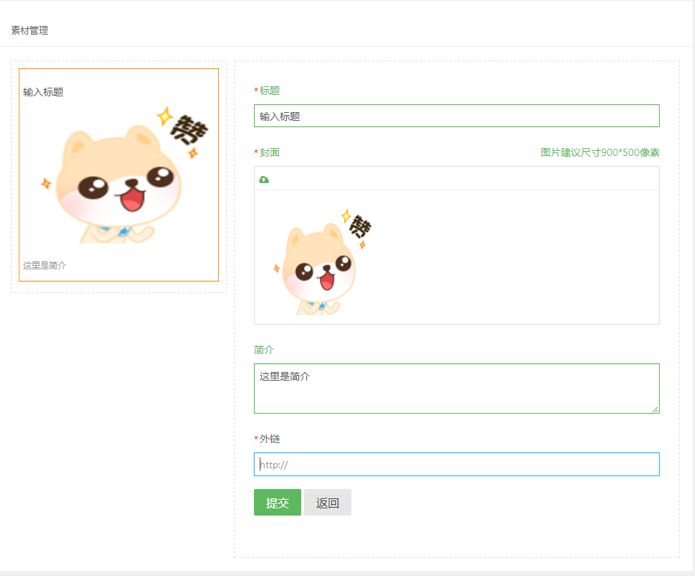 素材管理
输入标题
赞
这里是简介
*标题
输入标题
*封面 图片建议尺寸900*500像素
赞
简介
这里是简介
*外链
http://
提交 返回